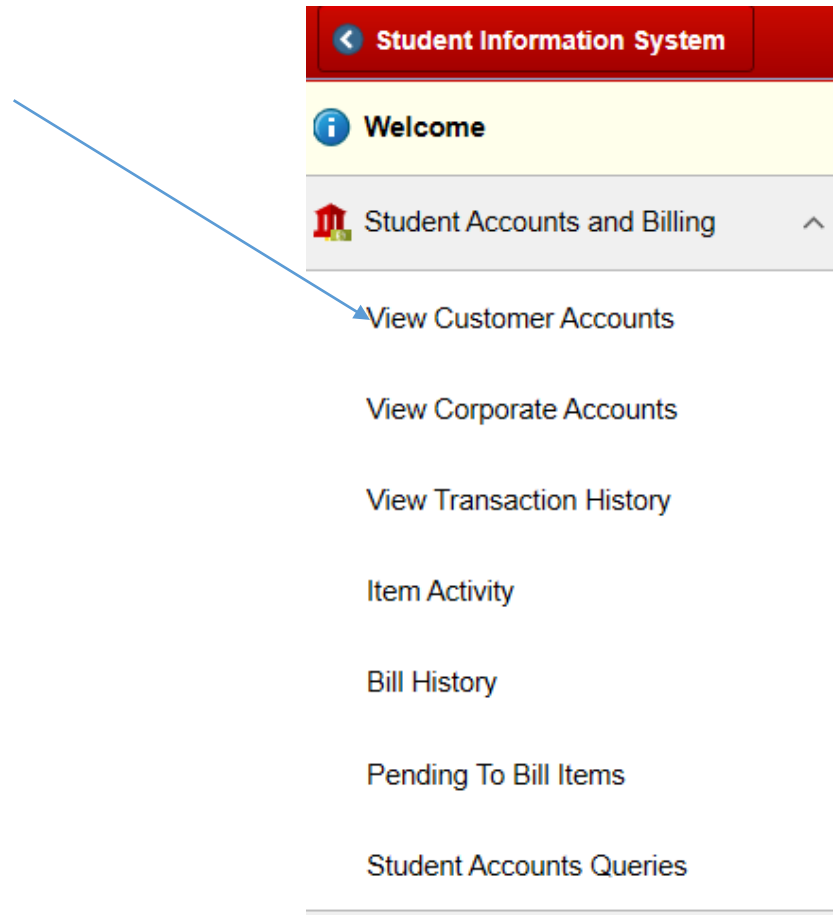 Student Information System
Welcome
Student Accounts and Billing
View Customer Accounts
View Corporate Accounts
View Transaction History
Item Activity
Bill History
Pending To Bill Items
Student Accounts Queries